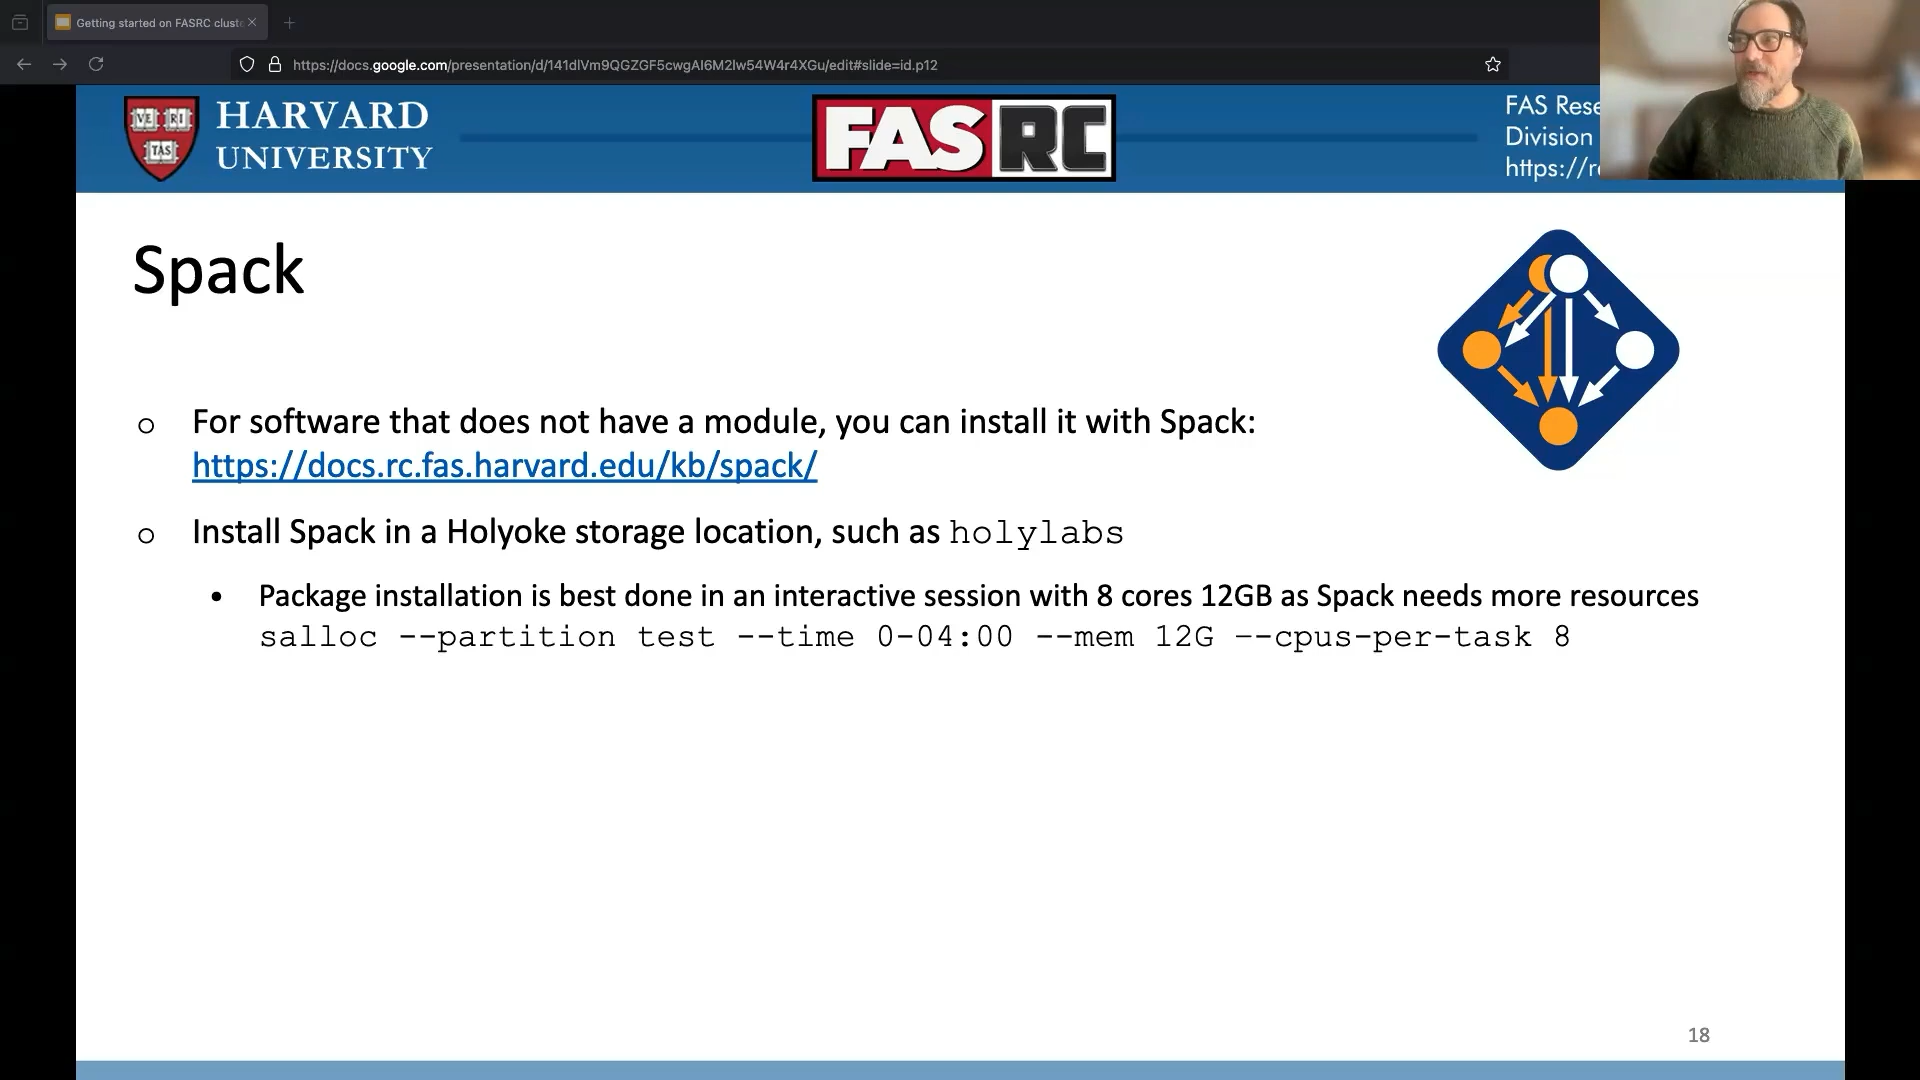 Getting started on FASRC clust
https://docs.google.com/presentation/d/141dlVm9QGZGF5cwgAI6M2lw54W4r4XGu/edit#slide=id.p12
VE RI
TAS
HARVARD
UNIVERSITY
FASRC
FAS Rese
Division
https://r
Spack
For software that does not have a module, you can install it with Spack:
https://docs.rc.fas.harvard.edu/kb/spack/
Install Spack in a Holyoke storage location, such as holylabs
Package installation is best done in an interactive session with 8 cores 12GB as Spack needs more resources
salloc --partition test --time 0-04:00 --mem 12G –-cpus-per-task 8
18